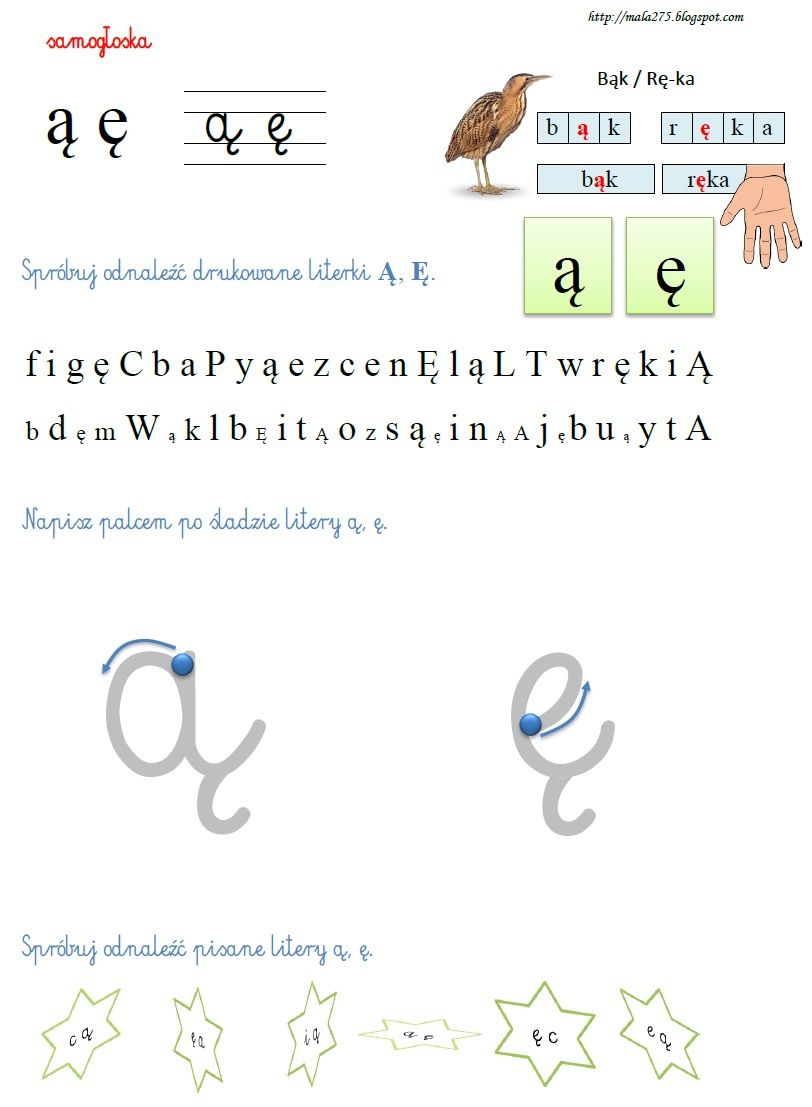 http://mala275.blogspot.com
samogłoska
Bąk / Rę-ka
ą ę
ą ę
b ą k
r ę k a
bąk
ręka
ą
ę
Spróbuj odnaleźć drukowane literki Ą, Ę.
f i g ę C b a P y ą e z c e n Ę l ą L T w r ę k i Ą
b d ę m W ą k l b Ę i t Ą o z s ą ę i n Ą A j ę b u ą y t A
Napisz palcem po śladzie litery ą, ę.
ą
ę
Spróbuj odnaleźć pisane litery ą, ę.
c ą
ę a
i ą
ą ę
ę c
e ą